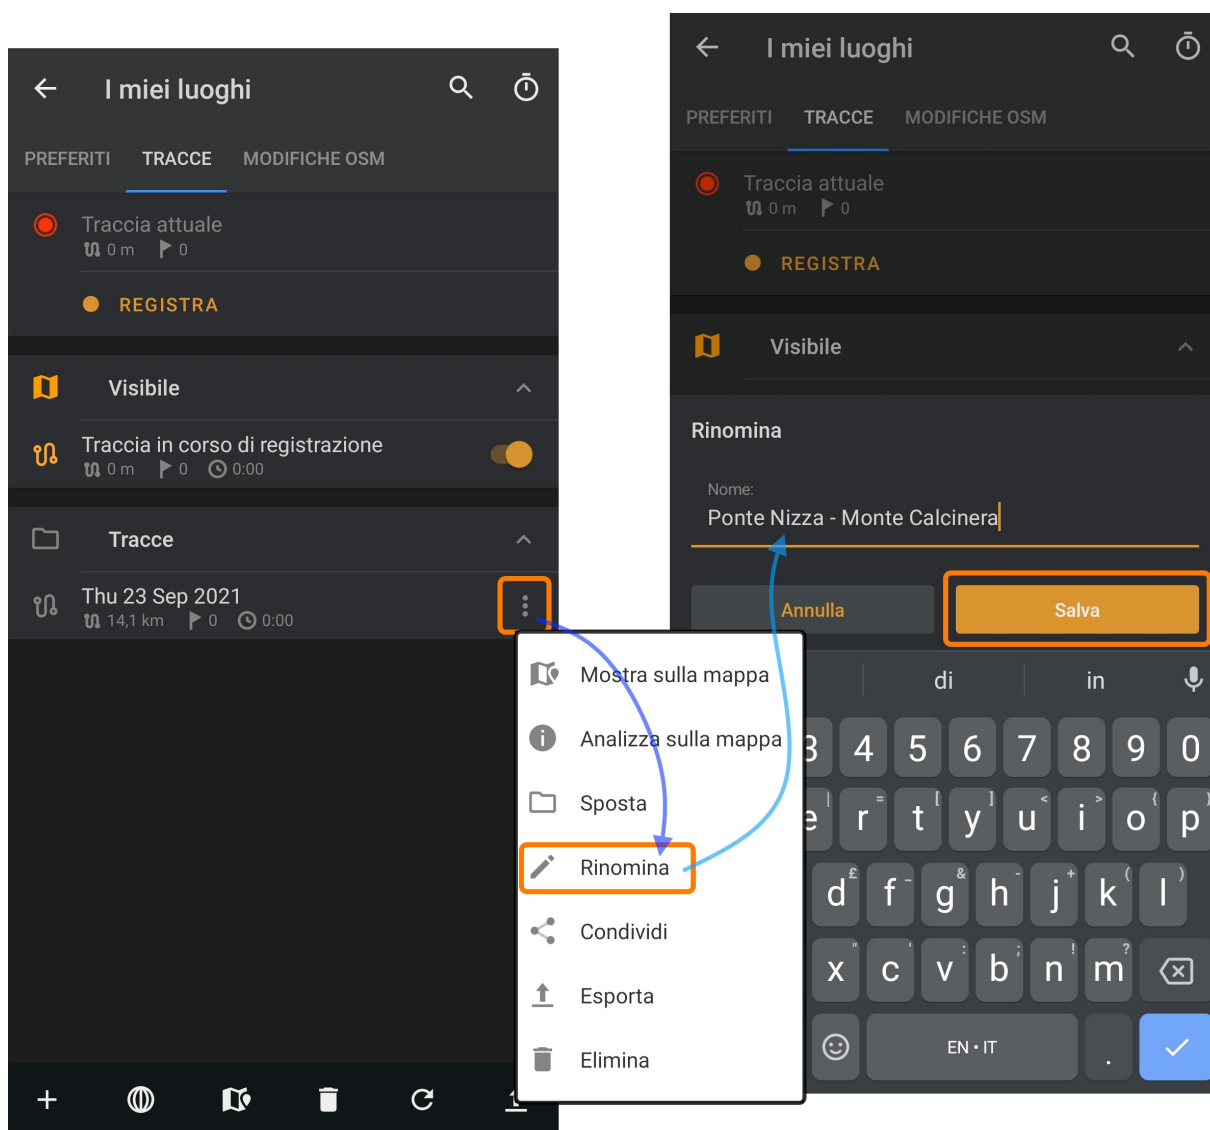 I miei luoghi
PREFERITI TRACCE MODIFICHE OSM
Traccia attuale
0 m 0
REGISTRA
Visibile
Traccia in corso di registrazione
0 m 0 0:00
Tracce
Thu 23 Sep 2021
14,1 km 0 0:00
Mostra sulla mappa
Analizza sulla mappa
Sposta
Rinomina
Condividi
Esporta
Elimina
I miei luoghi
PREFERITI TRACCE MODIFICHE OSM
Traccia attuale
0 m 0
REGISTRA
Visibile
Rinomina
Nome:
Ponte Nizza - Monte Calcinera
Annulla Salva
di in
3 4 5 6 7 8 9 0
e | r = t [ y ] u < i > o { p }
d £ f - g & h - j + k ( l )
x " c ' v : b ; n ! m ?
EN • IT .